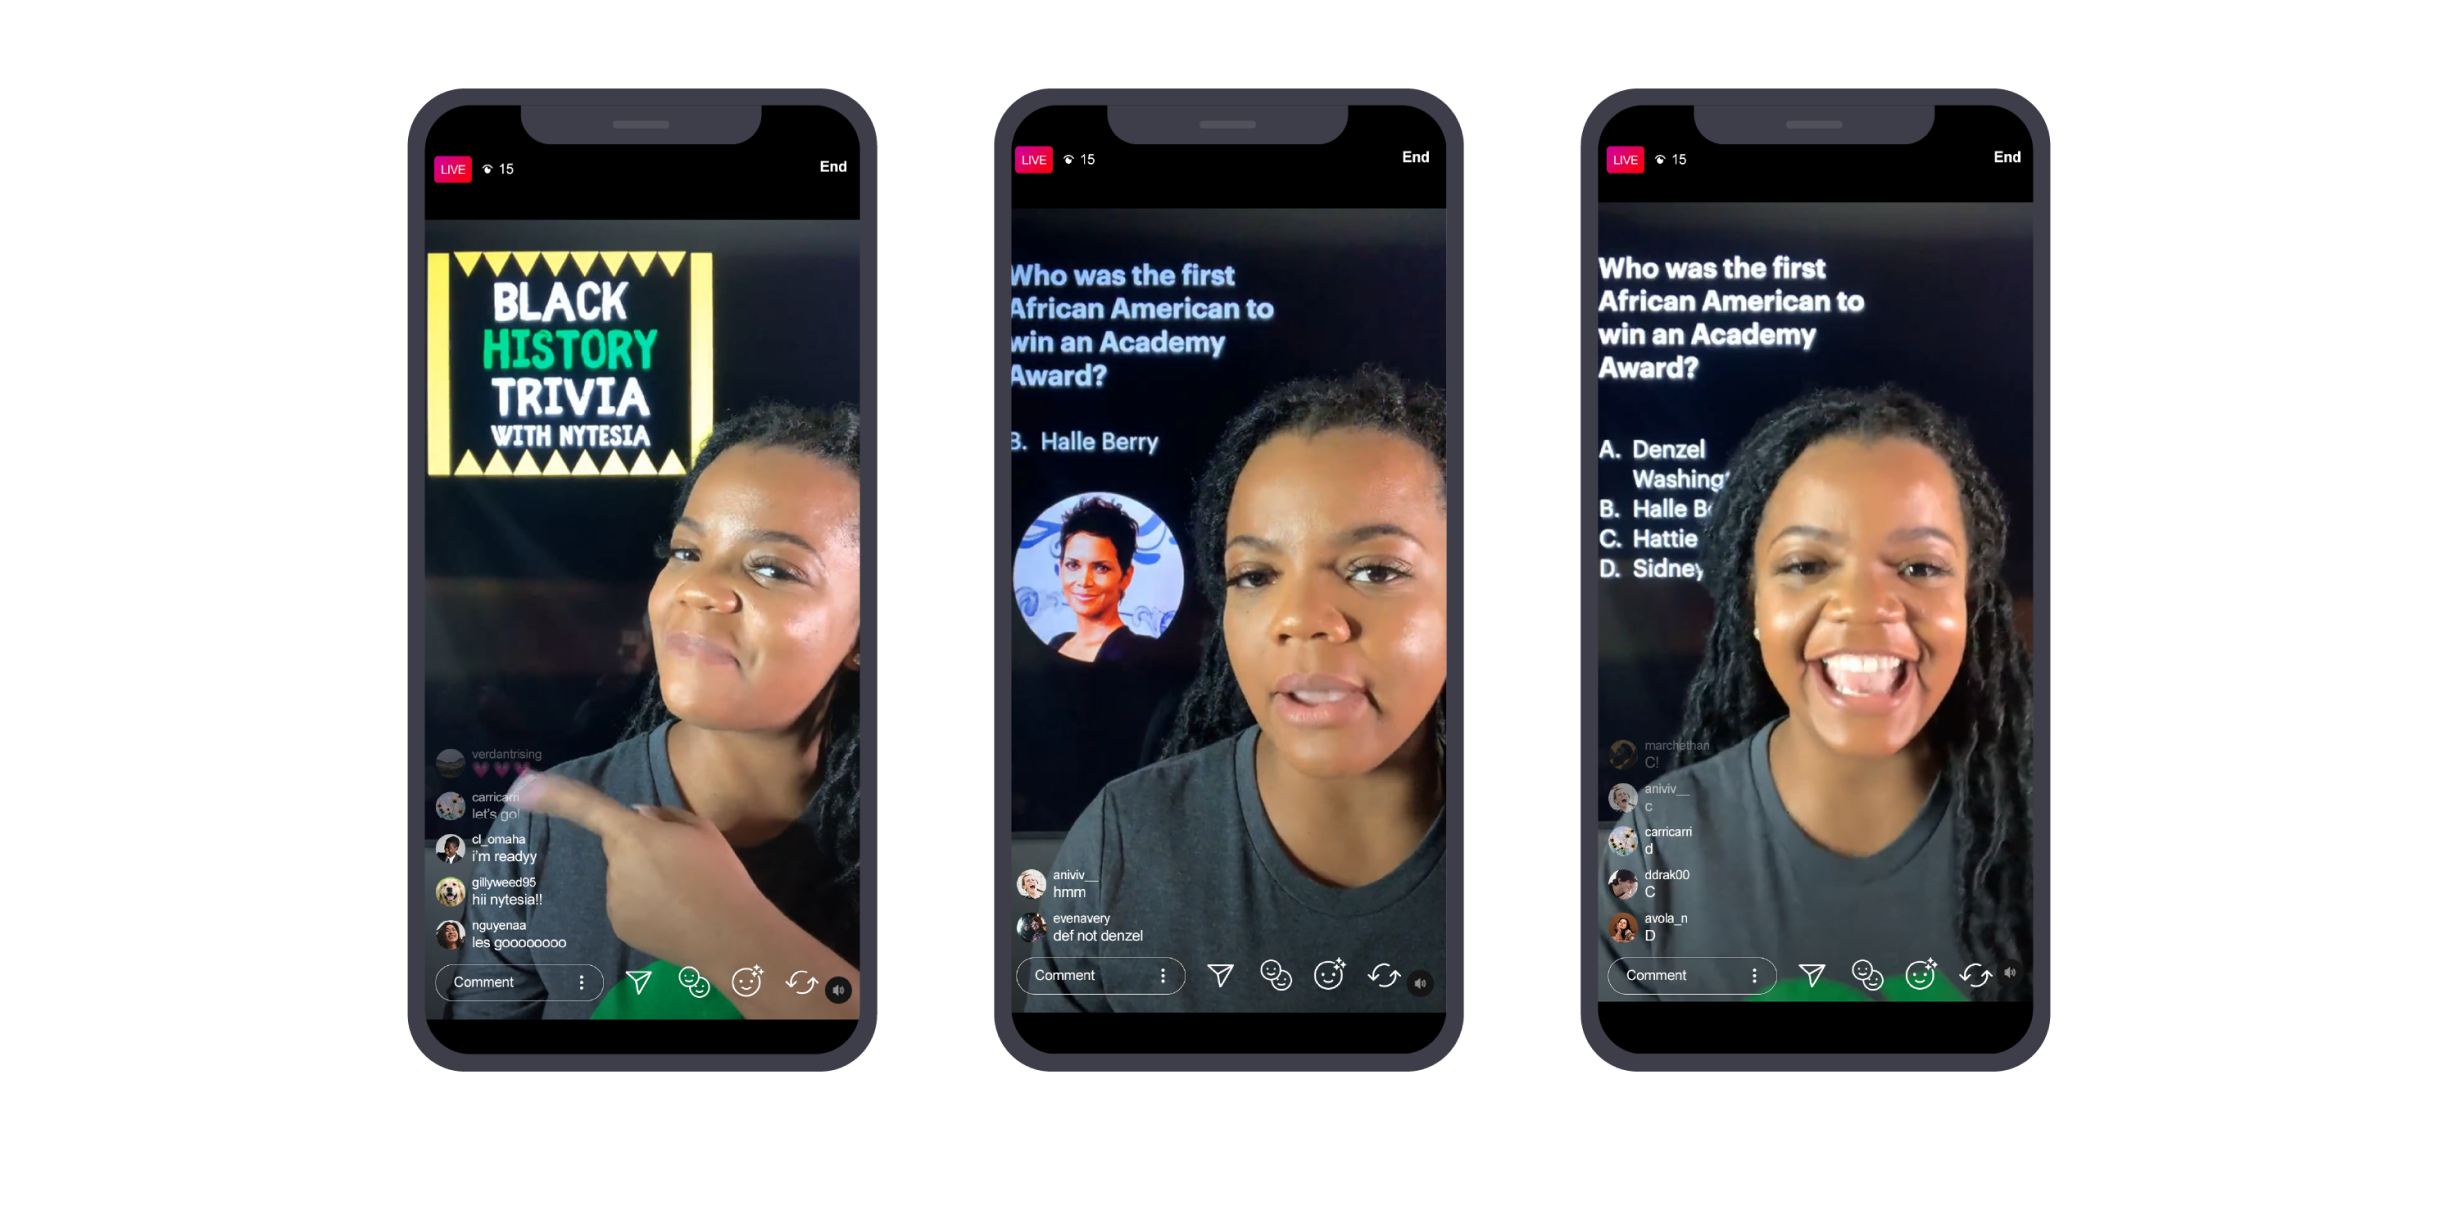 LIVE 15 End
BLACK
HISTORY
TRIVIA
WITH NYTESIA
verdantrising
carricarri
let's go!
cl_omaha
i'm readyy
gillyweed95
hii nytesia!!
nguyenaa
les goooooooo
Comment
LIVE 15 End
Who was the first
African American to
win an Academy
Award?
B. Halle Berry
aniviv__
hmm
evenavery
def not denzel
Comment
LIVE 15 End
Who was the first
African American to
win an Academy
Award?
A. Denzel
Washing
B. Halle B
C. Hattie
D. Sidney
marchethan
C!
aniviv__
c
carricarri
d
ddrak00
C
avola_n
D
Comment